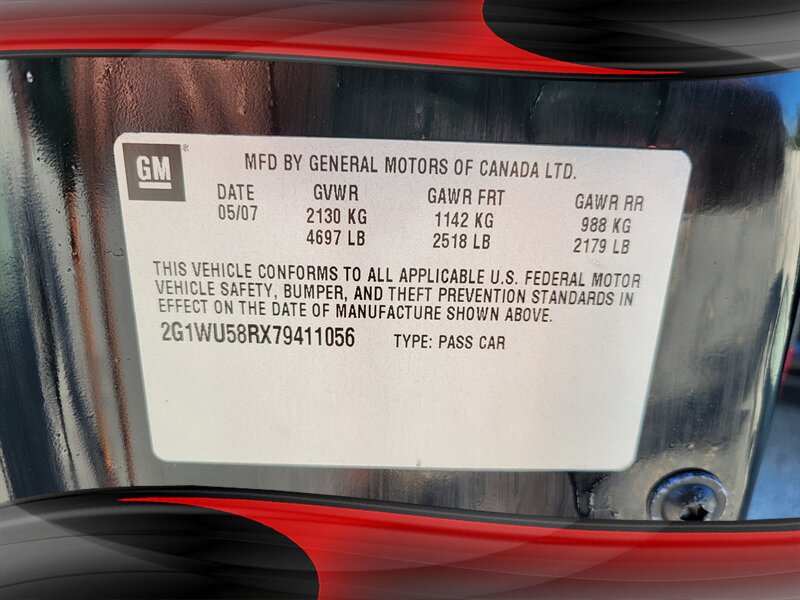 GM ®
MFD BY GENERAL MOTORS OF CANADA LTD.
DATE GVWR GAWR FRT GAWR RR
05/07 2130 KG 1142 KG 988 KG
4697 LB 2518 LB 2179 LB
THIS VEHICLE CONFORMS TO ALL APPLICABLE U.S. FEDERAL MOTOR
VEHICLE SAFETY, BUMPER, AND THEFT PREVENTION STANDARDS IN
EFFECT ON THE DATE OF MANUFACTURE SHOWN ABOVE.
2G1WU58RX79411056 TYPE: PASS CAR